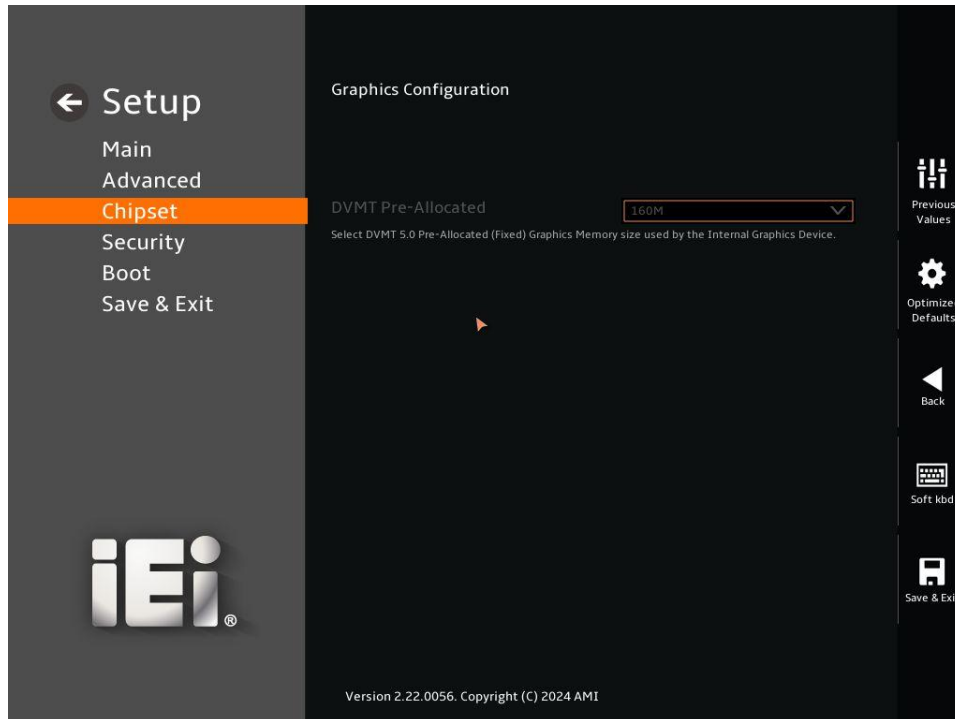 Setup
Main
Advanced
Chipset
Security
Boot
Save & Exit
iEi®
Graphics Configuration
DVMT Pre-Allocated
160M
Select DVMT 5.0 Pre-Allocated (Fixed) Graphics Memory size used by the Internal Graphics Device.
Version 2.22.0056. Copyright (C) 2024 AMI
Previous
Values
Optimized
Defaults
Back
Soft kbd
Save & Exi